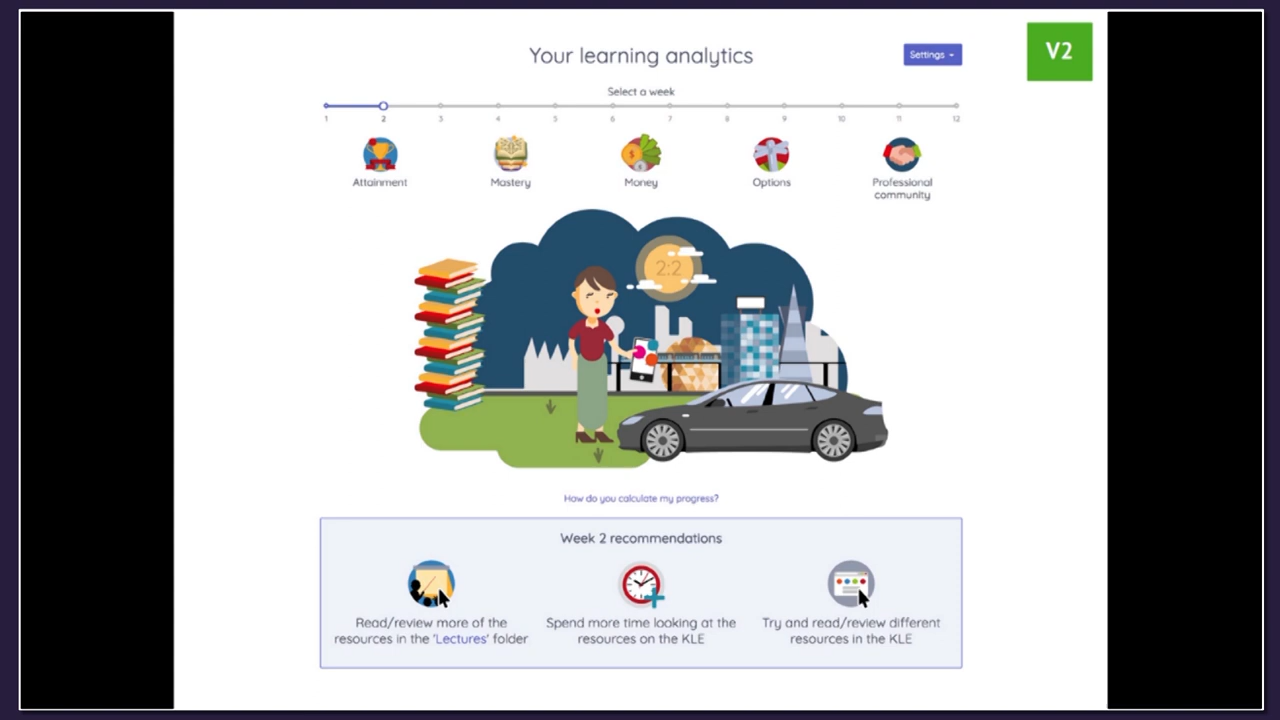 Your learning analytics
Settings
V2
Select a week
1 2 3 4 5 6 7 8 9 10 11 12
Attainment
Mastery
Money
Options
Professional
community
2:2
How do you calculate my progress?
Week 2 recommendations
Read/review more of the
resources in the 'Lectures' folder
Spend more time looking at the
resources on the KLE
Try and read/review different
resources in the KLE